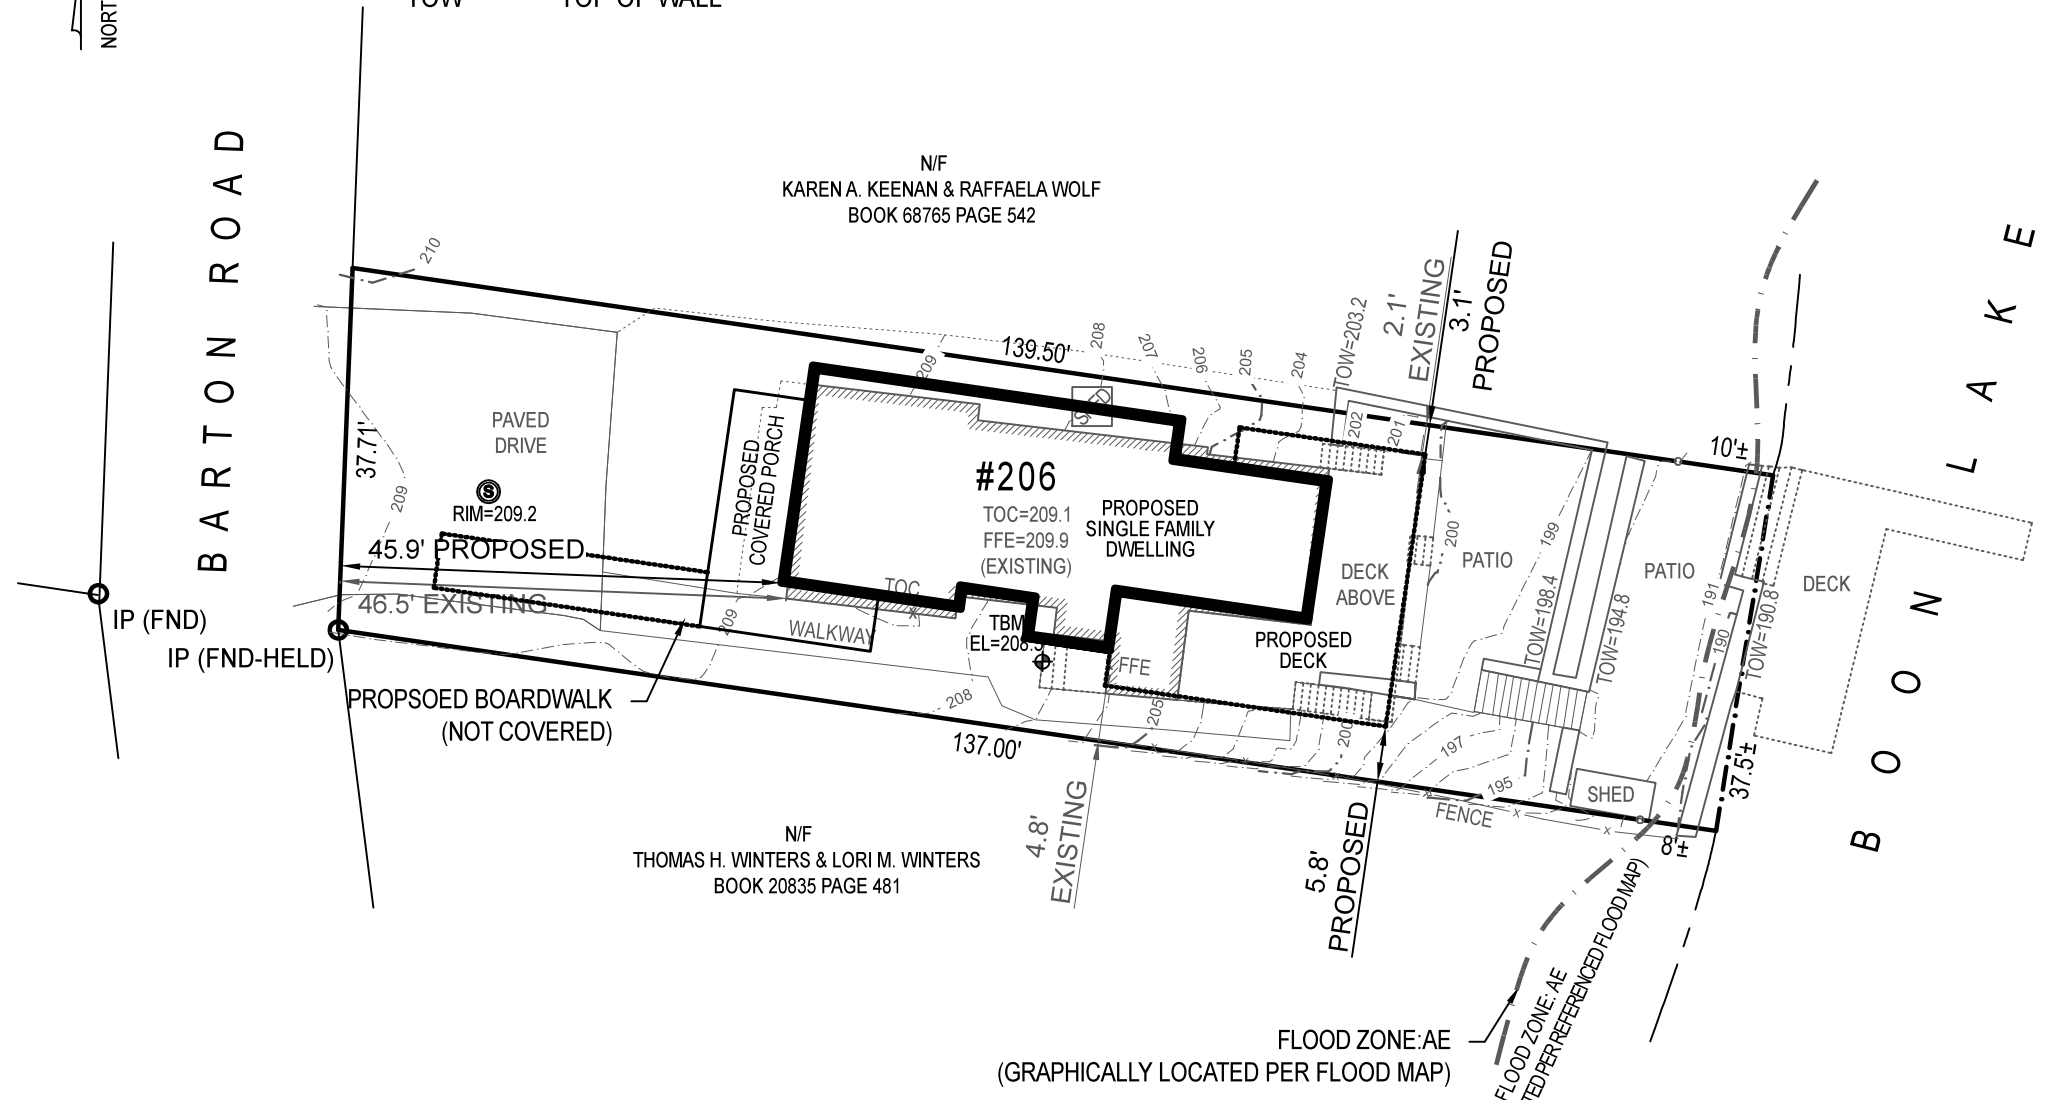 TOW TOP OF WALL
NORT
BARTON ROAD
N/F
KAREN A. KEENAN & RAFFAELA WOLF
BOOK 68765 PAGE 542
210
139.50'
209
208
207
206
205
204
TOW=203.2
202
201
2.1'
EXISTING
3.1'
PROPOSED
10'±
BOON LAKE
PAVED
DRIVE
37.71'
209
S
RIM=209.2
PROPOSED
COVERED PORCH
SHED
#206
TOC=209.1
FFE=209.9
(EXISTING)
PROPOSED
SINGLE FAMILY
DWELLING
DECK
ABOVE
200
PATIO
199
TOW=198.4
TOW=194.8
PATIO
191
190
TOW=190.8
DECK
45.9' PROPOSED
46.5' EXISTING
IP (FND)
IP (FND-HELD)
209
TOC
x
WALKWAY
TBM
EL=208.5
FFE
PROPOSED
DECK
PROPSOED BOARDWALK
(NOT COVERED)
208
205
200
197
195
SHED
FENCE
x
x
x
x
x
137.00'
37.5'±
8'±
4.8'
EXISTING
5.8'
PROPOSED
N/F
THOMAS H. WINTERS & LORI M. WINTERS
BOOK 20835 PAGE 481
FLOOD ZONE:AE
(GRAPHICALLY LOCATED PER FLOOD MAP)
FLOOD ZONE: AE
TED PER REFERENCED FLOOD MAP)